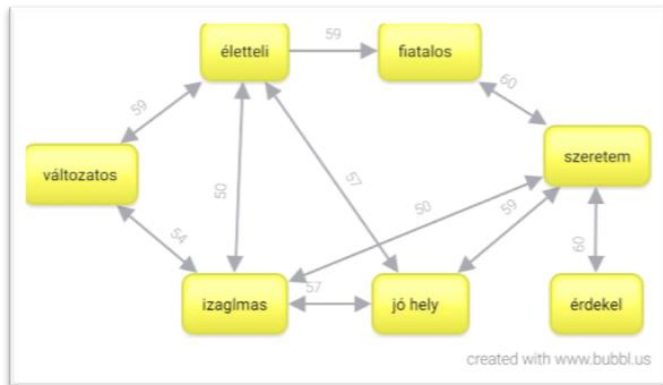 életteli
59
fiatalos
59
60
változatos
szeretem
50
57
50
59
54
60
57
izaglmas
jó hely
érdekel
created with www.bubbl.us